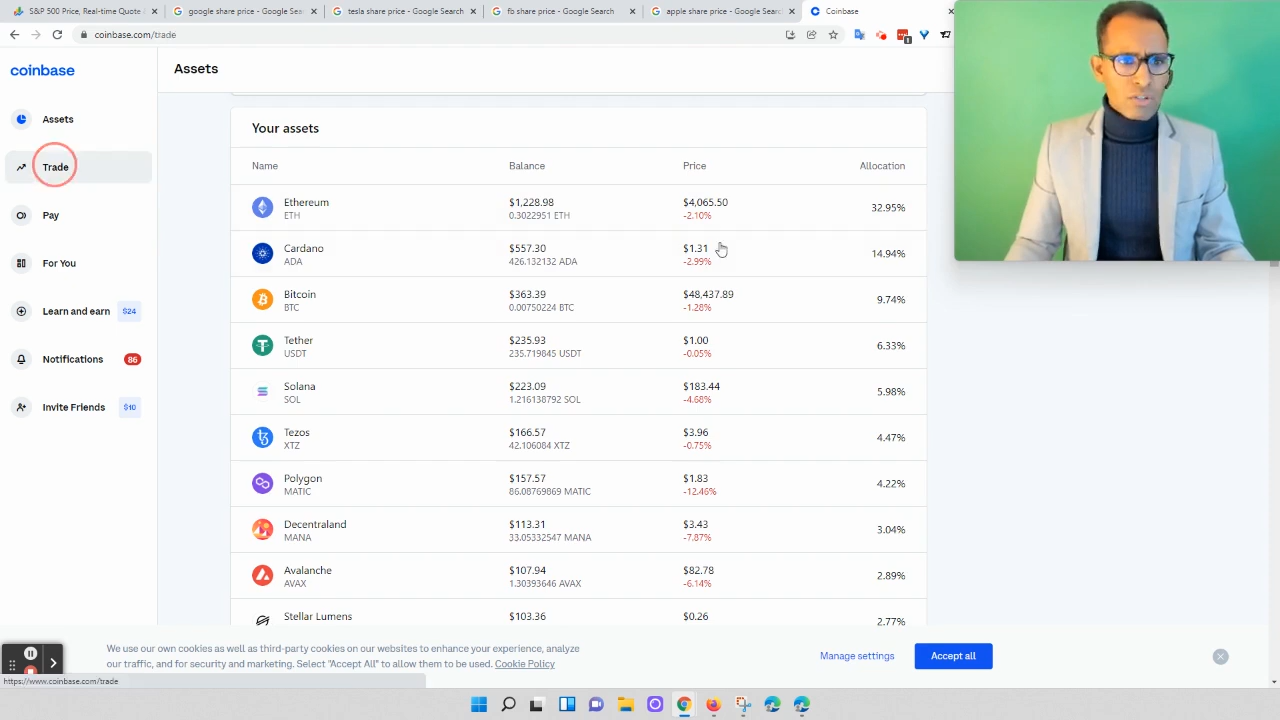 S&P 500 Price, Real-time Quote
google share price - Google Sea
tesla share price - Google Search
fb share price - Google Search
apple share price - Google Searc
Coinbase
coinbase.com/trade
coinbase
Assets
Assets
Trade
Pay
For You
Learn and earn $24
Notifications 86
Invite Friends $10
Your assets
Name Balance Price Allocation
Ethereum $1,228.98 $4,065.50 32.95%
ETH 0.3022951 ETH -2.10%
Cardano $557.30 $1.31 14.94%
ADA 426.132132 ADA -2.99%
Bitcoin $363.39 $48,437.89 9.74%
BTC 0.00750224 BTC -1.28%
Tether $235.93 $1.00 6.33%
USDT 235.719845 USDT -0.05%
Solana $223.09 $183.44 5.98%
SOL 1.216138792 SOL -4.68%
Tezos $166.57 $3.96 4.47%
XTZ 42.106084 XTZ -0.75%
Polygon $157.57 $1.83 4.22%
MATIC 86.08769869 MATIC -12.46%
Decentraland $113.31 $3.43 3.04%
MANA 33.05332547 MANA -7.87%
Avalanche $107.94 $82.78 2.89%
AVAX 1.30393646 AVAX -6.14%
Stellar Lumens $103.36 $0.26 2.77%
We use our own cookies as well as third-party cookies on our websites to enhance your experience, analyze
our traffic, and for security and marketing. Select "Accept All" to allow them to be used. Cookie Policy
Manage settings
Accept all
https://www.coinbase.com/trade